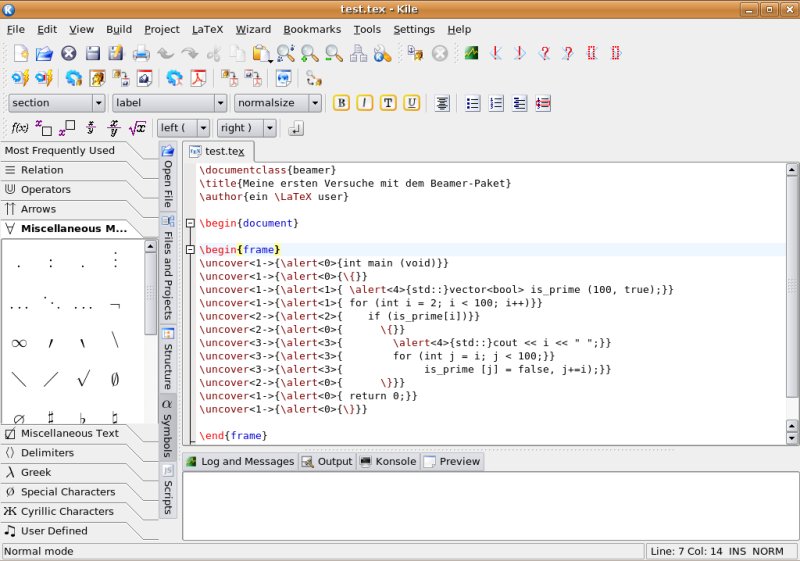 test.tex - Kile
File Edit View Build Project LaTeX Wizard Bookmarks Tools Settings Help
section label normalsize B I T U
f(x) x x x/y x/y √x left ( right )
Most Frequently Used
Relation
Operators
Arrows
Miscellaneous M...
Miscellaneous Text
Delimiters
Greek
Special Characters
Cyrillic Characters
User Defined
Open File
Files and Projects
Structure
Symbols
Scripts
test.tex
\documentclass{beamer}
\title{Meine ersten Versuche mit dem Beamer-Paket}
\author{ein \LaTeX user}
\begin{document}
\begin{frame}
\uncover<1->{\alert<0>{int main (void)}}
\uncover<1->{\alert<0>{\{}}
\uncover<1->{\alert<1>{ \alert<4>{std::}vector<bool> is_prime (100, true);}}
\uncover<1->{\alert<1>{ for (int i = 2; i < 100; i++)}}
\uncover<2->{\alert<2>{    if (is_prime[i])}}
\uncover<2->{\alert<0>{      \{}}
\uncover<3->{\alert<3>{        \alert<4>{std::}cout << i << " ";}}
\uncover<3->{\alert<3>{        for (int j = i; j < 100;}}
\uncover<3->{\alert<3>{             is_prime [j] = false, j+=i);}}
\uncover<2->{\alert<0>{      \}}}
\uncover<1->{\alert<0>{ return 0;}}
\uncover<1->{\alert<0>{\}}}
\end{frame}
Log and Messages Output Konsole Preview
Normal mode
Line: 7 Col: 14 INS NORM